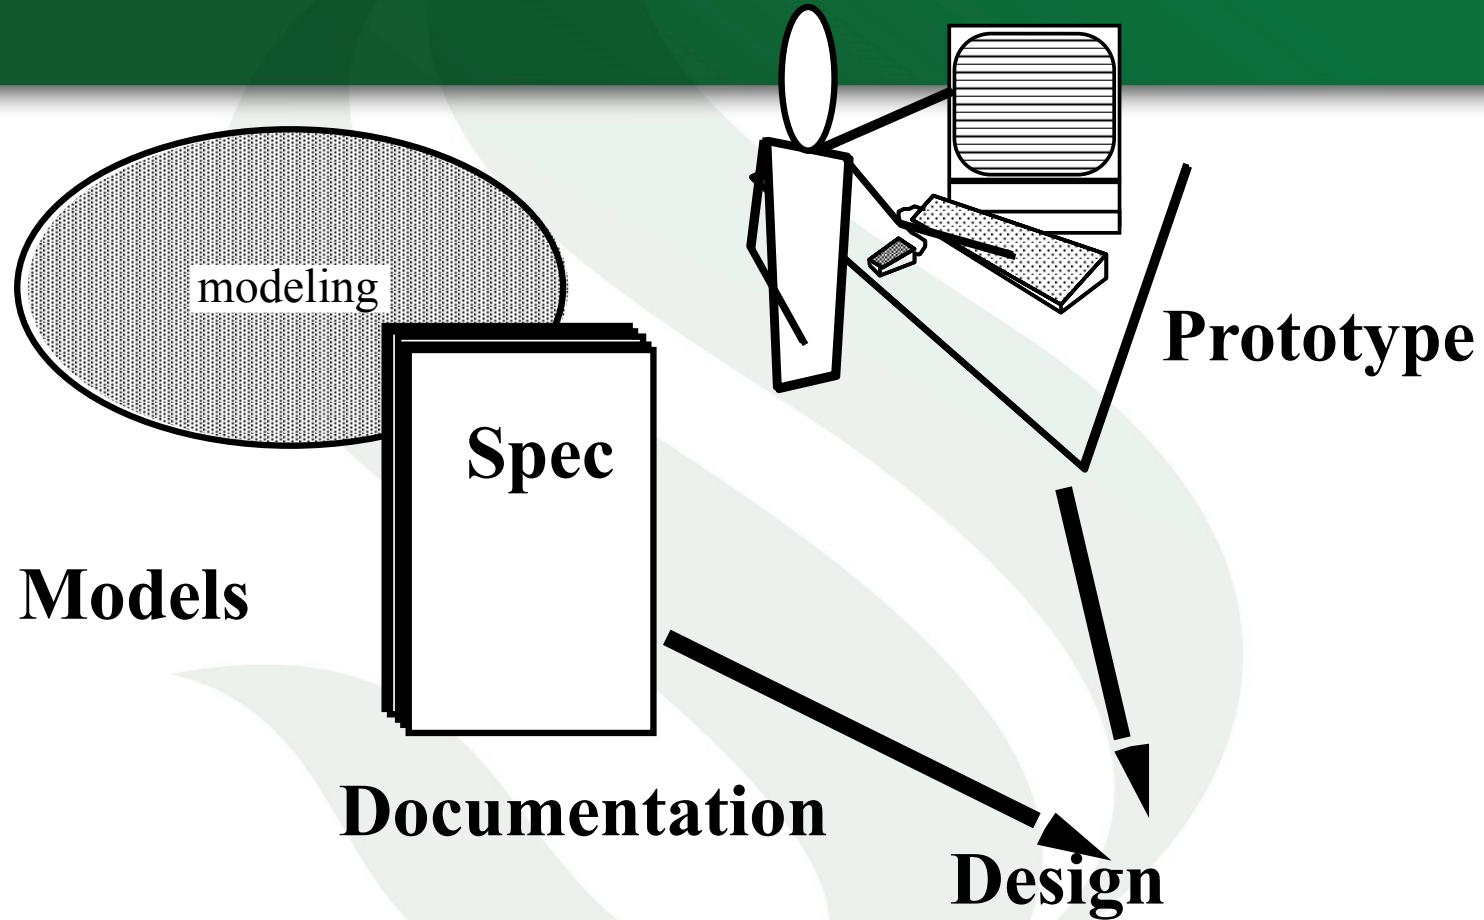 modeling
Prototype
Spec
Models
Documentation
Design